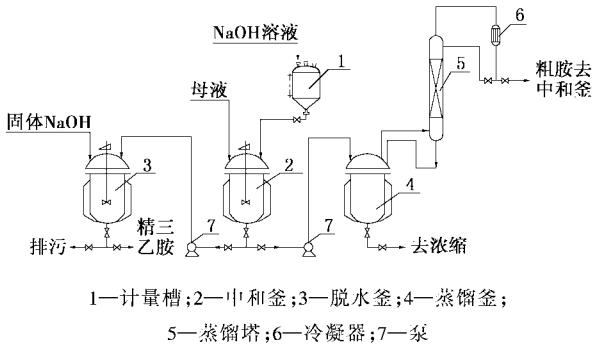 NaOH溶液
6
1
母液
5
粗胺去
中和釜
固体NaOH
3
2
4
7
7
排污
精三
乙胺
去浓缩
1—计量槽;2—中和釜;3—脱水釜;4—蒸馏釜;
5—蒸馏塔;6—冷凝器;7—泵